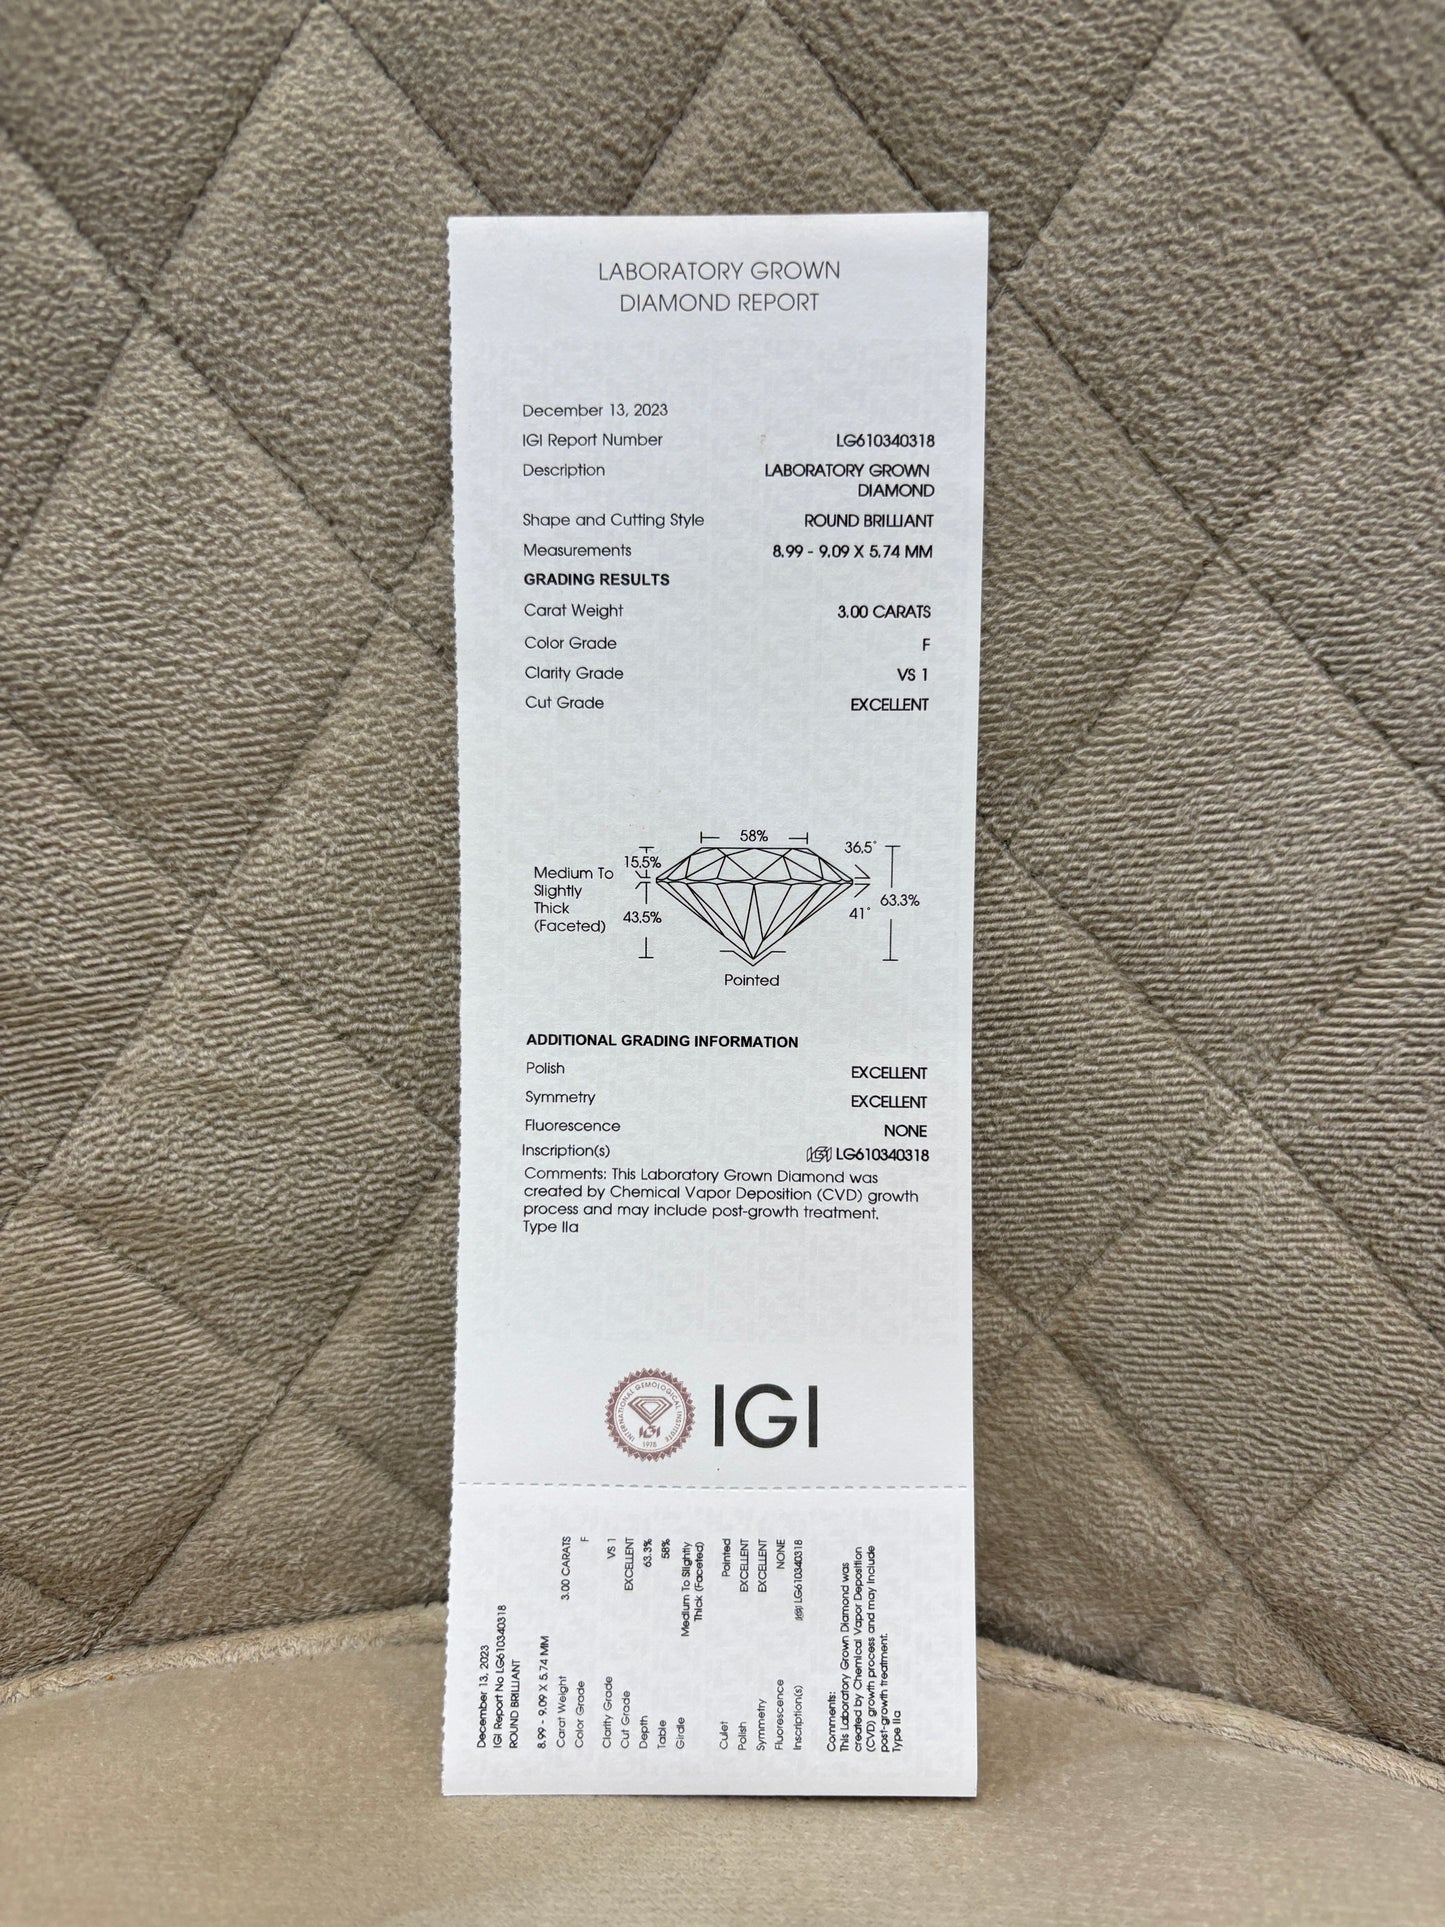 LABORATORY GROWN
DIAMOND REPORT
December 13, 2023
IGI Report Number LG610340318
Description LABORATORY GROWN
DIAMOND
Shape and Cutting Style ROUND BRILLIANT
Measurements 8.99 - 9.09 X 5.74 MM
GRADING RESULTS
Carat Weight 3.00 CARATS
Color Grade F
Clarity Grade VS 1
Cut Grade EXCELLENT
58%
15.5% 36.5°
Medium To
Slightly
Thick
(Faceted)
43.5% 41° 63.3%
Pointed
ADDITIONAL GRADING INFORMATION
Polish EXCELLENT
Symmetry EXCELLENT
Fluorescence NONE
Inscription(s) IGI LG610340318
Comments: This Laboratory Grown Diamond was
created by Chemical Vapor Deposition (CVD) growth
process and may include post-growth treatment.
Type IIa
INTERNATIONAL GEMOLOGICAL INSTITUTE
IGI
1975
IGI
December 13, 2023
IGI Report No LG610340318
ROUND BRILLIANT
8.99 - 9.09 X 5.74 MM
Carat Weight 3.00 CARATS
Color Grade F
Clarity Grade VS 1
Cut Grade EXCELLENT
Depth 63.3%
Table 58%
Girdle Medium To Slightly
Thick (Faceted)
Culet Pointed
Polish EXCELLENT
Symmetry EXCELLENT
Fluorescence NONE
Inscription(s) IGI LG610340318
Comments:
This Laboratory Grown Diamond was
created by Chemical Vapor Deposition
(CVD) growth process and may include
post-growth treatment.
Type IIa